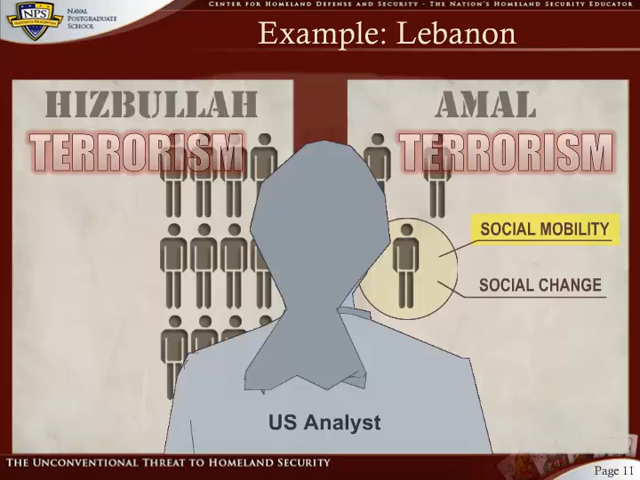 CENTER FOR HOMELAND DEFENSE AND SECURITY - THE NATION'S HOMELAND SECURITY EDUCATOR
NPS
NAVAL
POSTGRADUATE
SCHOOL
Example: Lebanon
HIZBULLAH
TERRORISM
AMAL
TERRORISM
SOCIAL MOBILITY
SOCIAL CHANGE
US Analyst
THE UNCONVENTIONAL THREAT TO HOMELAND SECURITY
Page 11